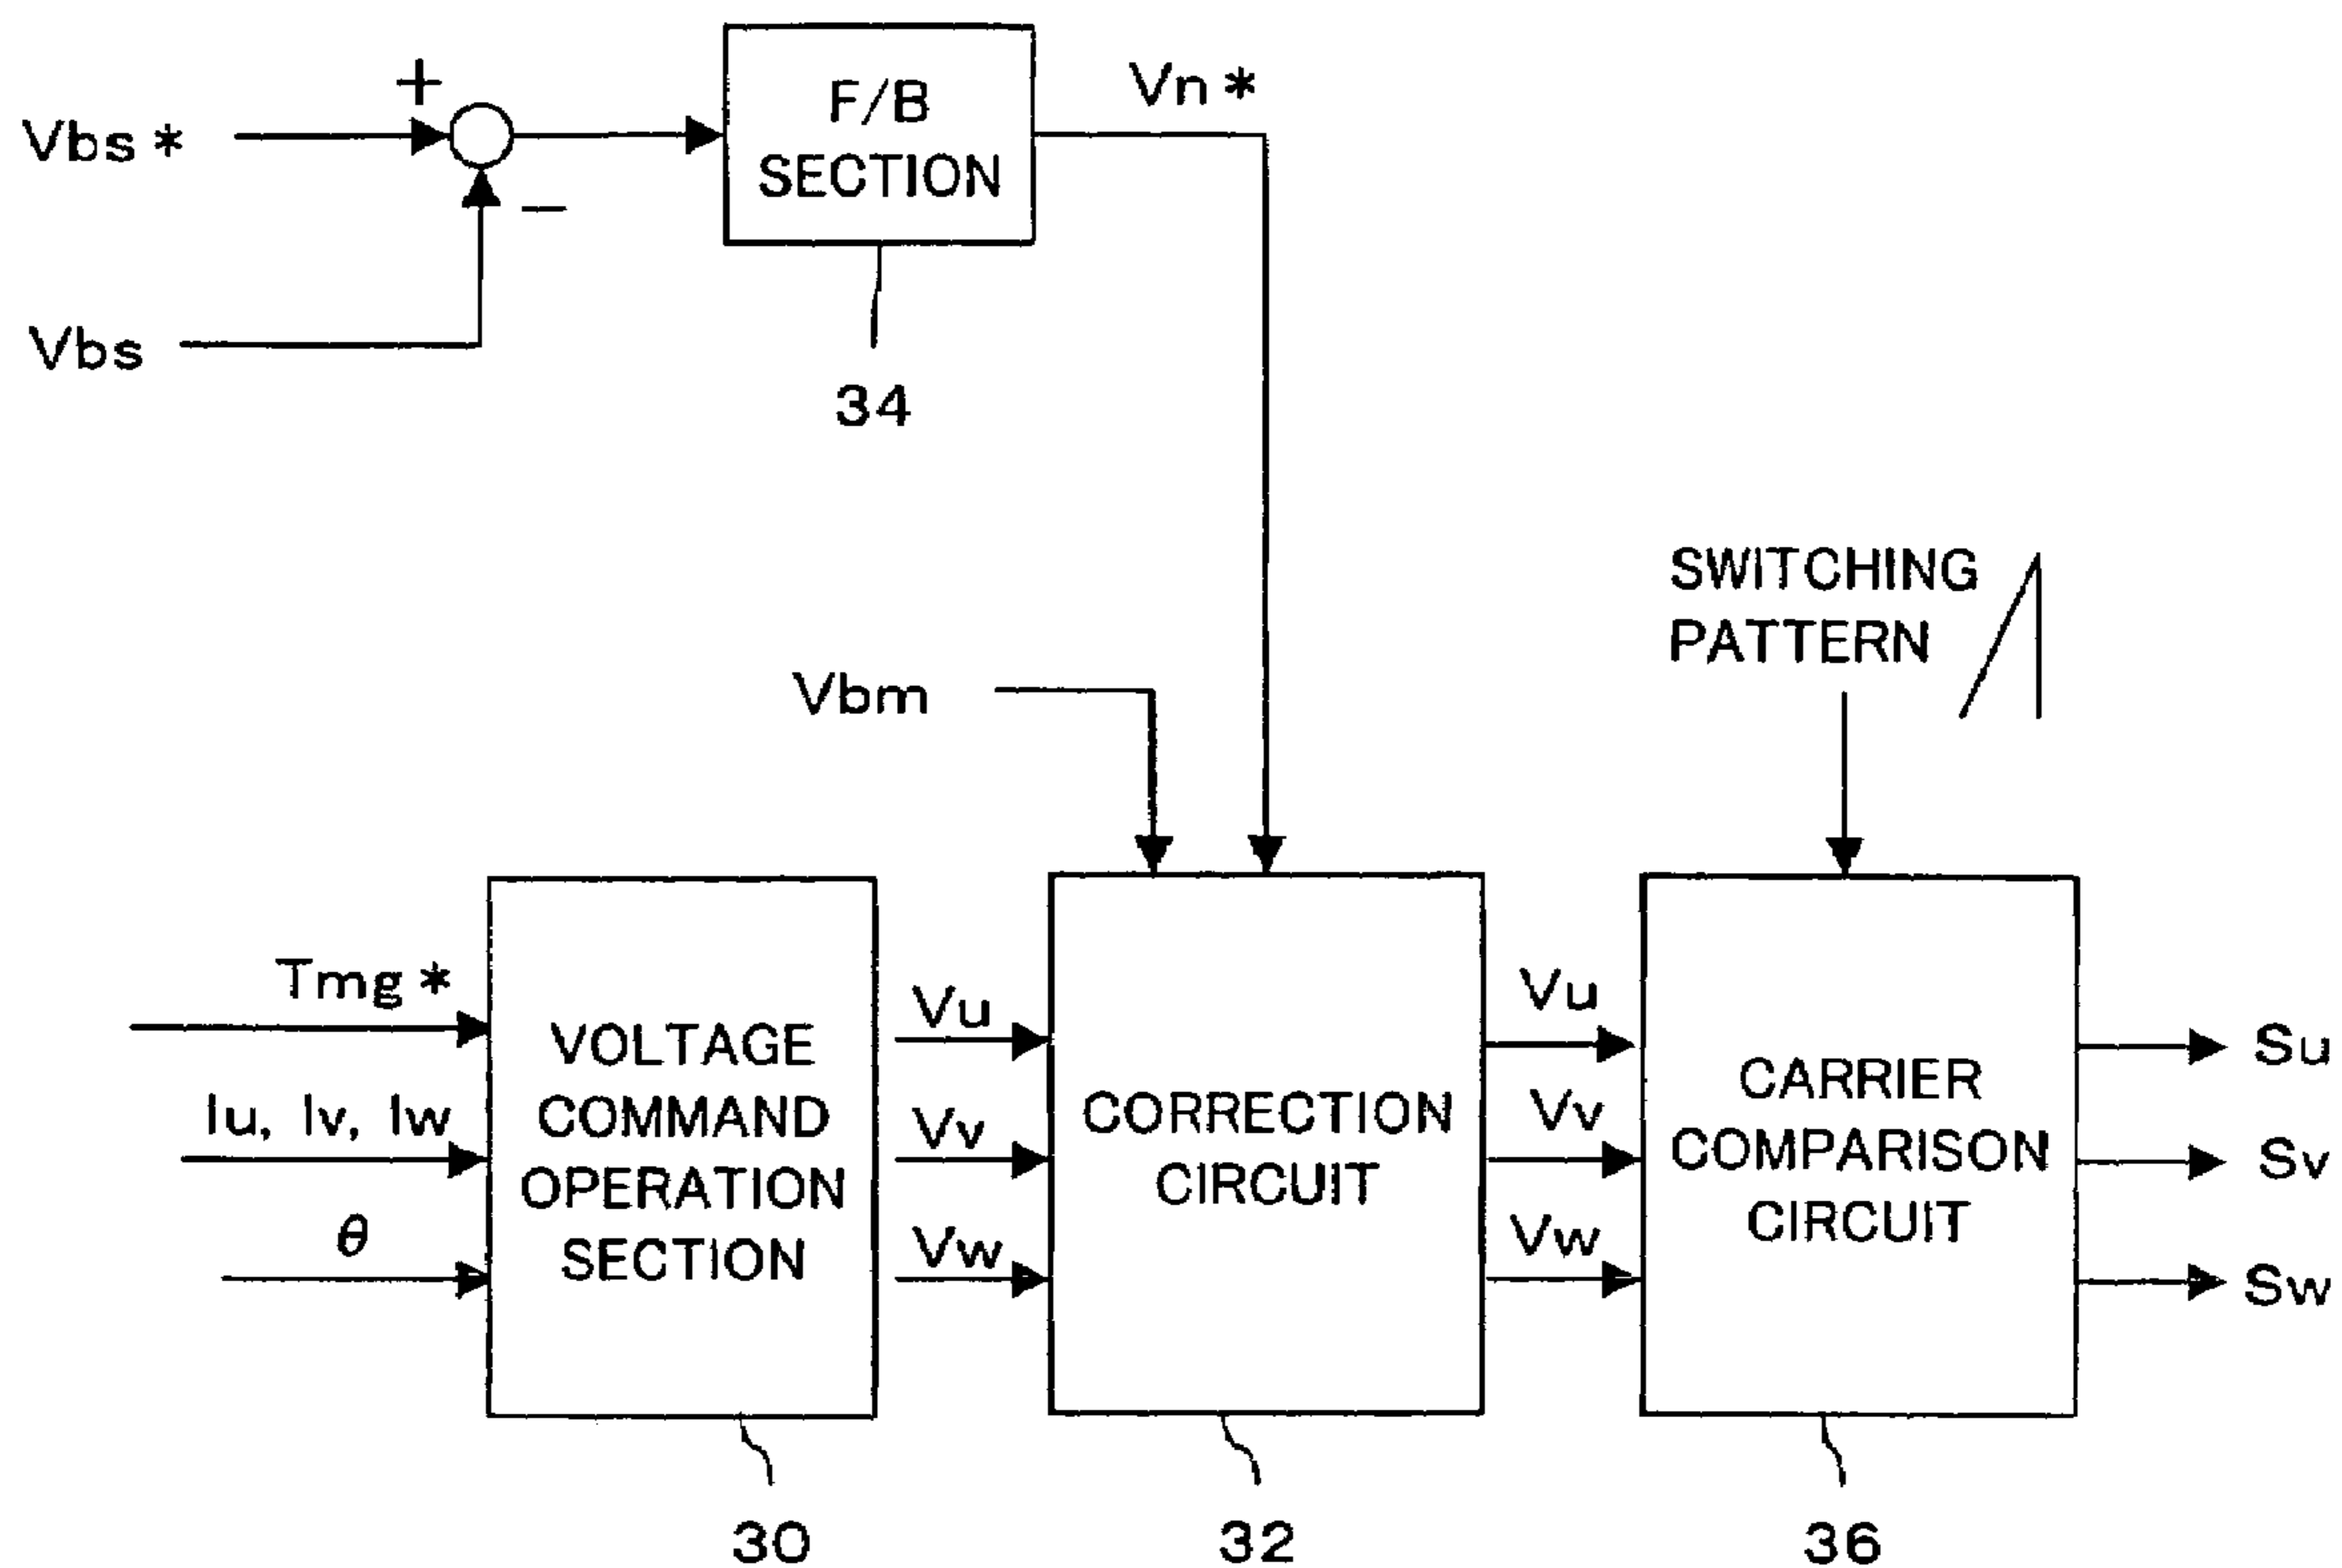 +
Vbs*
F/B
SECTION
Vn*
−
Vbs
34
SWITCHING
PATTERN
Vbm
Tmg*
Iu, Iv, Iw
θ
VOLTAGE
COMMAND
OPERATION
SECTION
Vu
Vv
Vw
CORRECTION
CIRCUIT
Vu
Vv
Vw
CARRIER
COMPARISON
CIRCUIT
Su
Sv
Sw
30
32
36